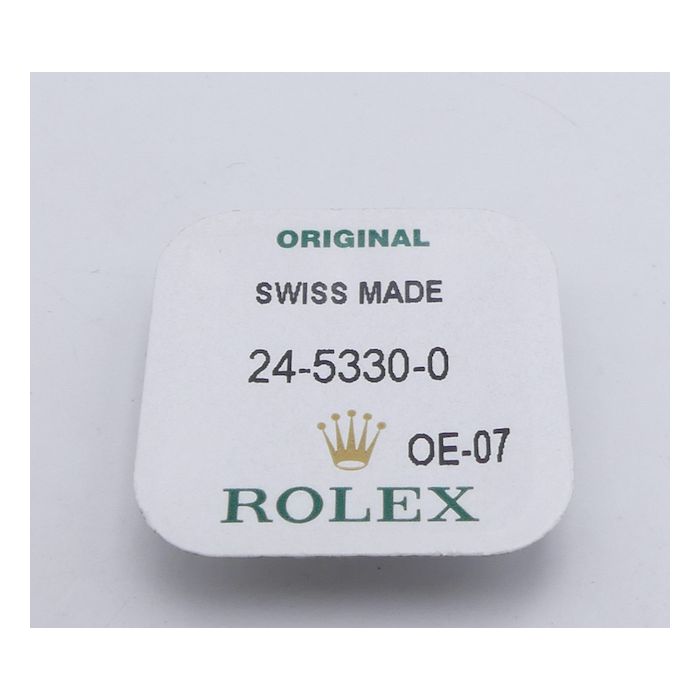 ORIGINAL
SWISS MADE
24-5330-0
OE-07
ROLEX